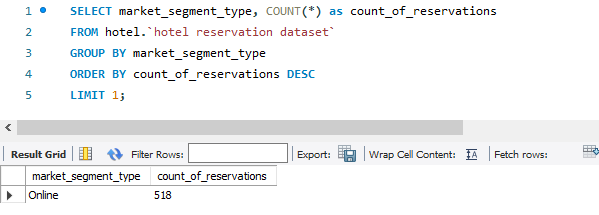 1 SELECT market_segment_type, COUNT(*) as count_of_reservations
2 FROM hotel.`hotel reservation dataset`
3 GROUP BY market_segment_type
4 ORDER BY count_of_reservations DESC
5 LIMIT 1;
Result Grid Filter Rows: Export: Wrap Cell Content: Fetch rows:
market_segment_type count_of_reservations
Online 518